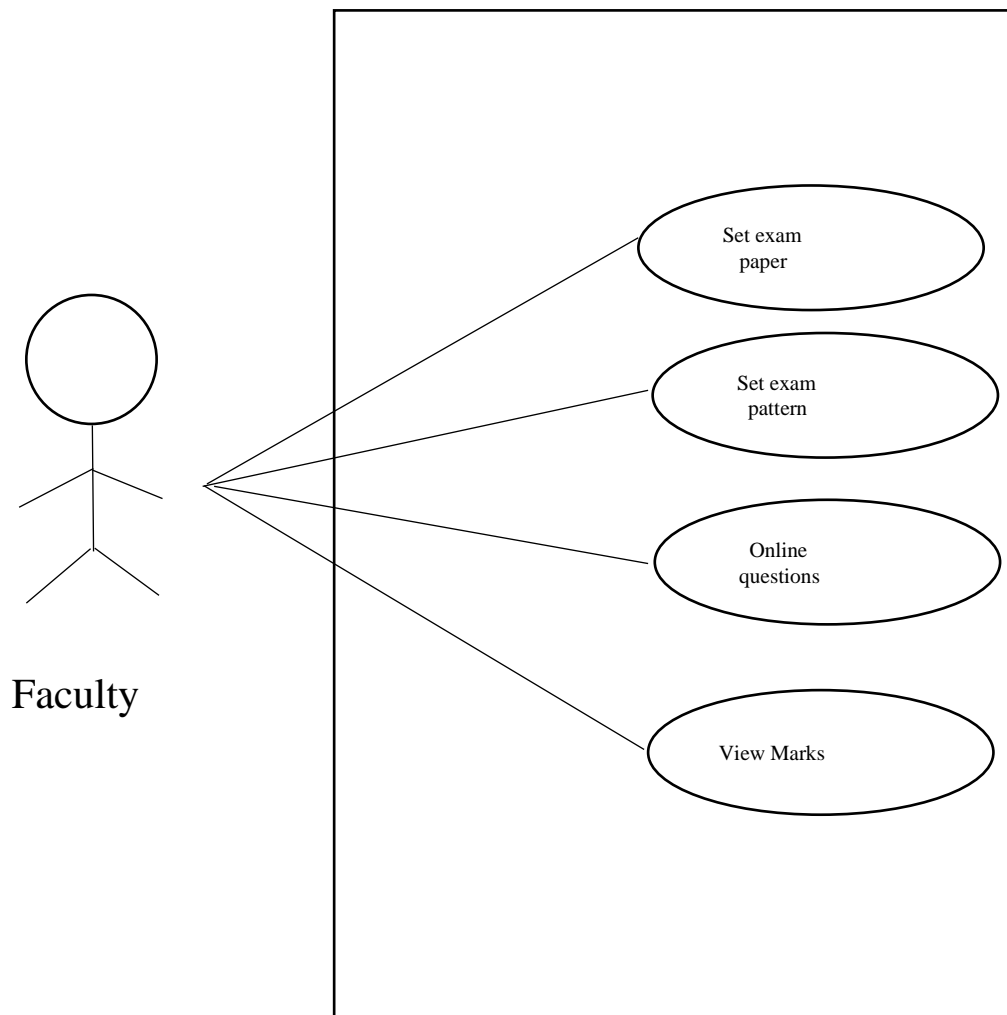 Set exam
paper
Set exam
pattern
Online
questions
Faculty
View Marks